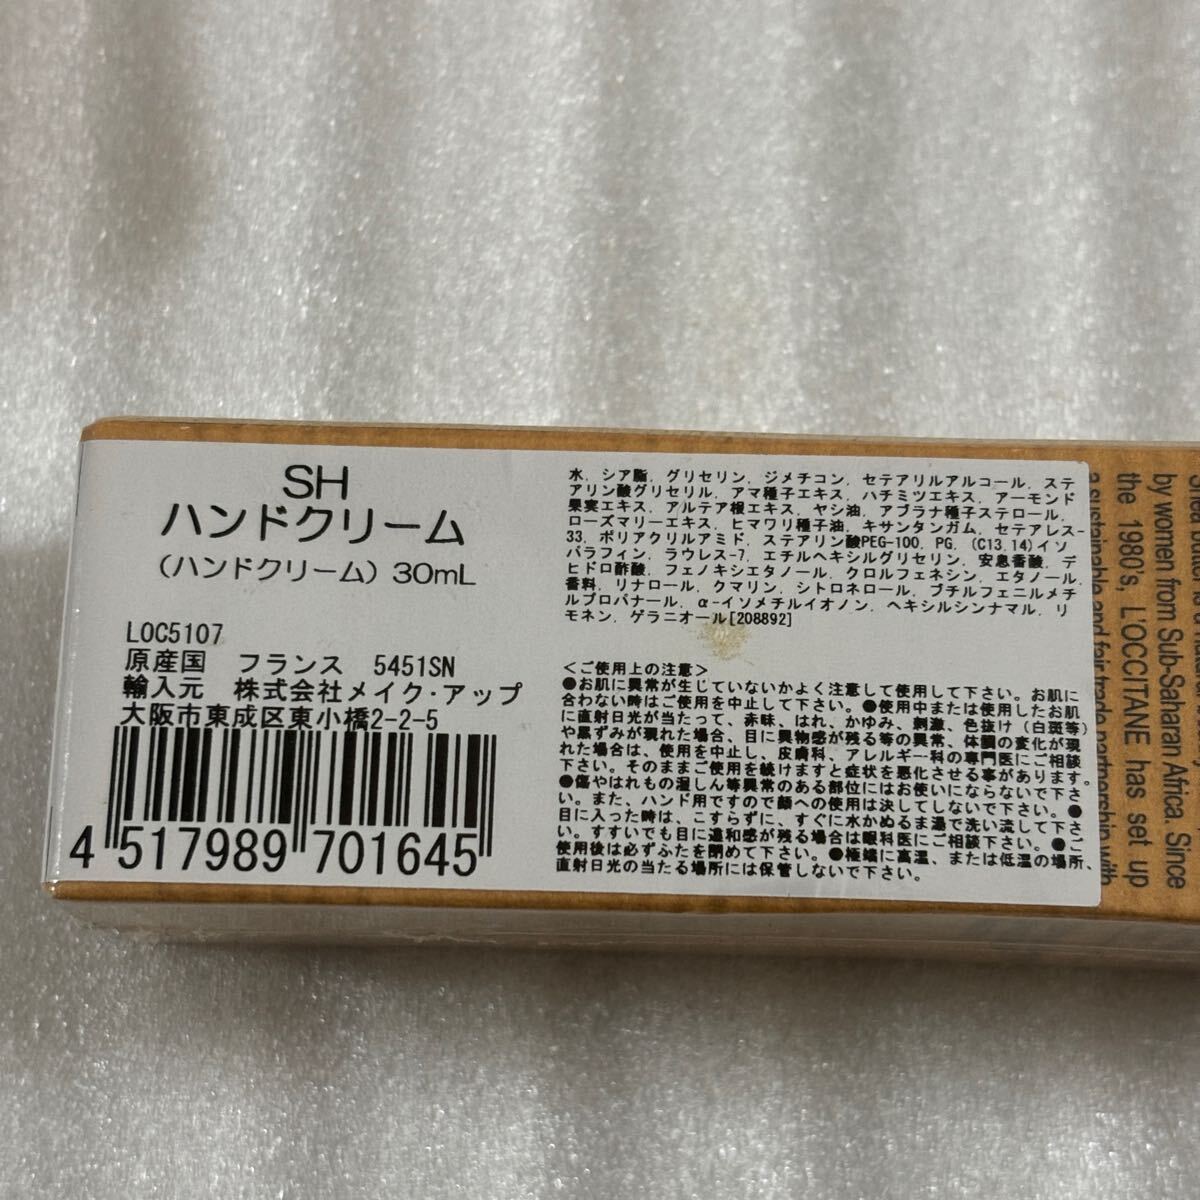 SH
ハンドクリーム
(ハンドクリーム) 30mL
LOC5107
原産国 フランス 5451SN
輸入元 株式会社メイク・アップ
大阪市東成区東小橋2-2-5
4 517989 701645
水, シア脂, グリセリン, ジメチコン, セテアリルアルコール, ステ
アリン酸グリセリル, アマ種子エキス, ハチミツエキス, アーモンド
果実エキス, アルテア根エキス, ヤシ油, アブラナ種子ステロール,
ローズマリーエキス, ヒマワリ種子油, キサンタンガム, セテアレス-
33, ポリアクリルアミド, ステアリン酸PEG-100, PG, (C13,14)イソ
パラフィン, ラウレス-7, エチルヘキシルグリセリン, 安息香酸, デ
ヒドロ酢酸, フェノキシエタノール, クロルフェネシン, エタノール,
香料, リナロール, クマリン, シトロネロール, ブチルフェニルメチ
ルプロパナール, α-イソメチルイオノン, ヘキシルシンナマル, リ
モネン, ゲラニオール[208892]
<ご使用上の注意>
●お肌に異常が生じていないかよく注意して使用して下さい。お肌に
合わない時はご使用を中止して下さい。●使用中または使用したお肌
に直射日光が当たって、赤味、はれ、かゆみ、刺激、色抜け(白斑等)
や黒ずみが現れた場合、目に異物感が残る等の異常、体調の変化が現
れた場合は、使用を中止し、皮膚科、アレルギー科の専門医にご相談
下さい。そのままご使用を続けますと症状を悪化させる事があります。
●傷やはれもの湿しん等異常のある部位にはお使いにならないで下さ
い。また、ハンド用ですので顔への使用は決してしないで下さい。●
目に入った時は、こすらずに、すぐに水かぬるま湯で洗い流して下さ
い。すすいでも目に違和感が残る場合は眼科医にご相談下さい。●ご
使用後は必ずふたを閉めて下さい。●極端に高温、または低温の場所、
直射日光の当たる場所には保管しないで下さい。
by women from Sub-Saharan Africa. Since
the 1980's, L'OCCITANE has set up
a sustainable and fair trade partnership with